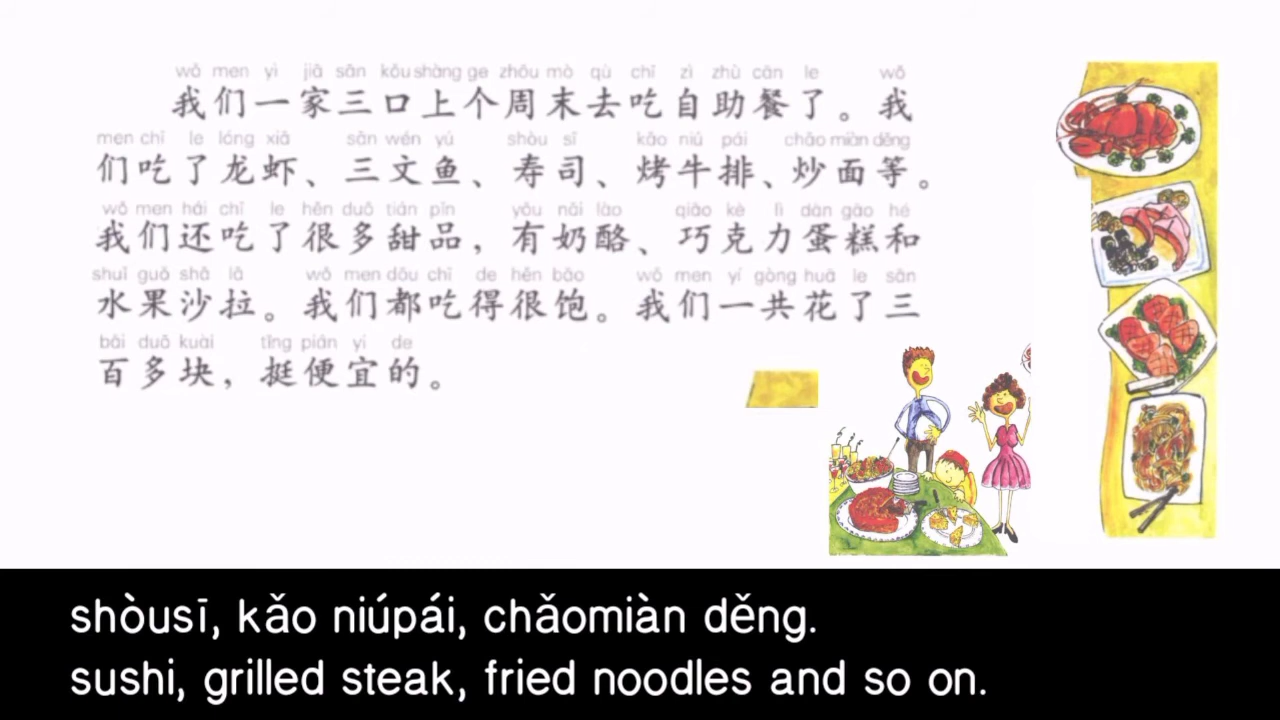 wǒ men yì jiā sān kǒu shàng ge zhōu mò qù chī zì zhù cān le wǒ
我们一家三口上个周末去吃自助餐了。我
men chī le lóng xiā sān wén yú shòu sī kǎo niú pái chǎo miàn děng
们吃了龙虾、三文鱼、寿司、烤牛排、炒面等。
wǒ men hái chī le hěn duō tián pǐn yǒu nǎi lào qiǎo kè lì dàn gāo hé
我们还吃了很多甜品，有奶酪、巧克力蛋糕和
shuǐ guǒ shā lā wǒ men dōu chī de hěn bǎo wǒ men yí gòng huā le sān
水果沙拉。我们都吃得很饱。我们一共花了三
bǎi duō kuài tǐng pián yi de
百多块，挺便宜的。
shòusī, kǎo niúpái, chǎomiàn děng.
sushi, grilled steak, fried noodles and so on.